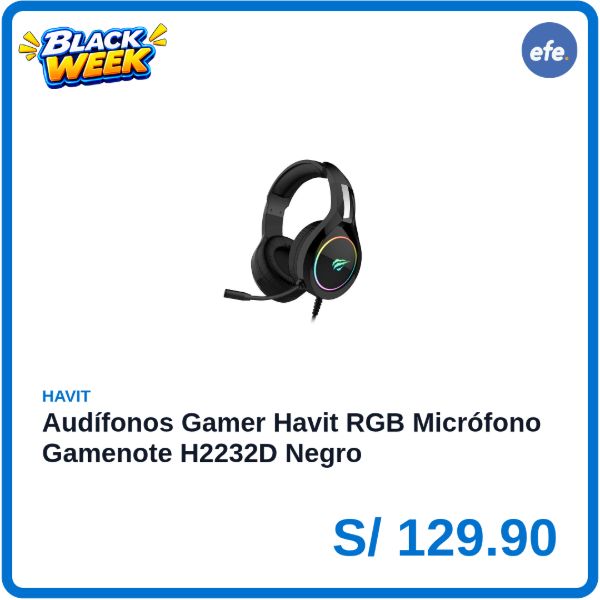 BLACK
WEEK
efe.
HAVIT
Audífonos Gamer Havit RGB Micrófono
Gamenote H2232D Negro
S/ 129.90